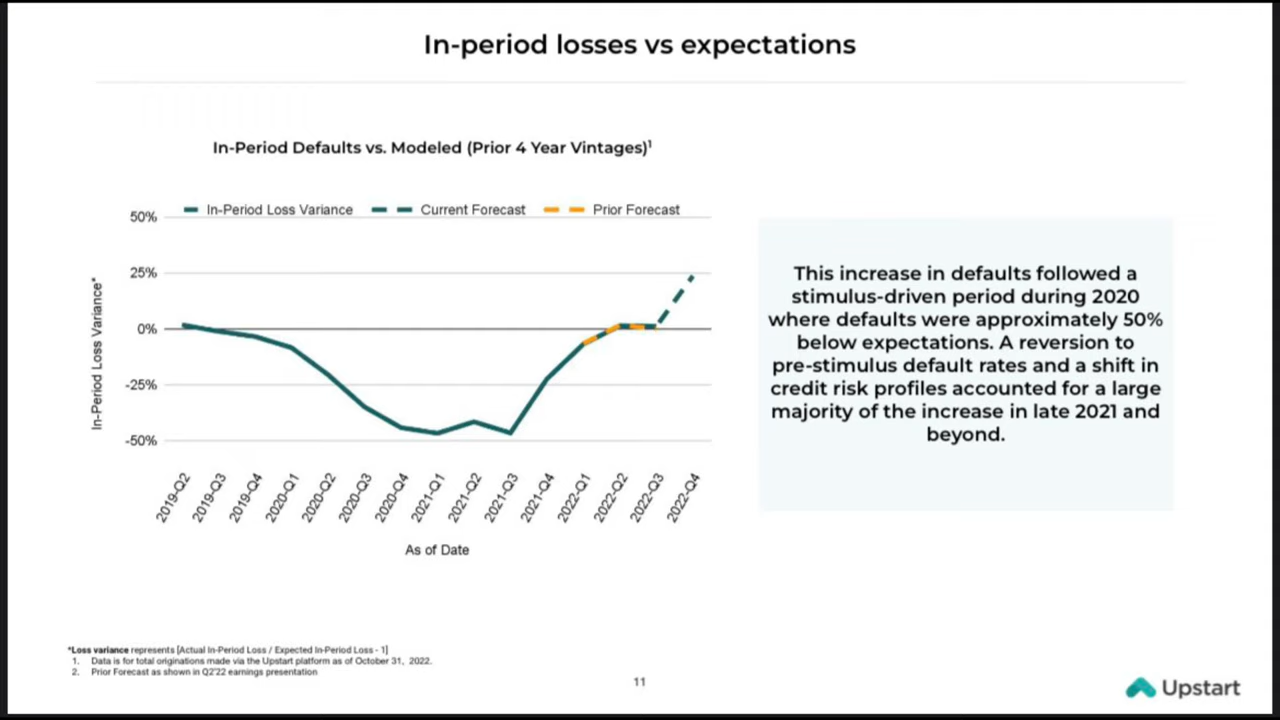 In-period losses vs expectations
In-Period Defaults vs. Modeled (Prior 4 Year Vintages)¹
In-Period Loss Variance
Current Forecast
Prior Forecast
50%
25%
0%
-25%
-50%
In-Period Loss Variance*
2019-Q2
2019-Q3
2019-Q4
2020-Q1
2020-Q2
2020-Q3
2020-Q4
2021-Q1
2021-Q2
2021-Q3
2021-Q4
2022-Q1
2022-Q2
2022-Q3
2022-Q4
As of Date
This increase in defaults followed a
stimulus-driven period during 2020
where defaults were approximately 50%
below expectations. A reversion to
pre-stimulus default rates and a shift in
credit risk profiles accounted for a large
majority of the increase in late 2021 and
beyond.
*Loss variance represents [Actual In-Period Loss / Expected In-Period Loss - 1]
1. Data is for total originations made via the Upstart platform as of October 31, 2022.
2. Prior Forecast as shown in Q2'22 earnings presentation
11
Upstart